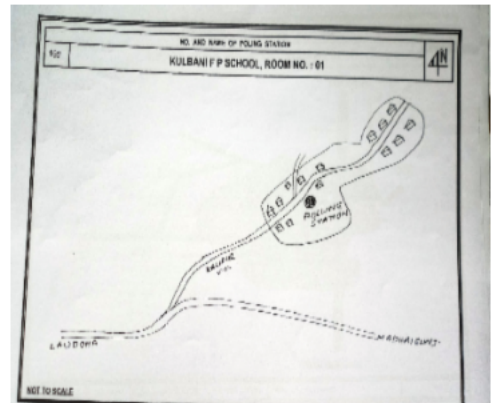 NO. AND NAME OF POLING STATION
KULBANI F P SCHOOL, ROOM NO. : 01
N
POLLING
STATION
LAUDOHA
NOT TO SCALE